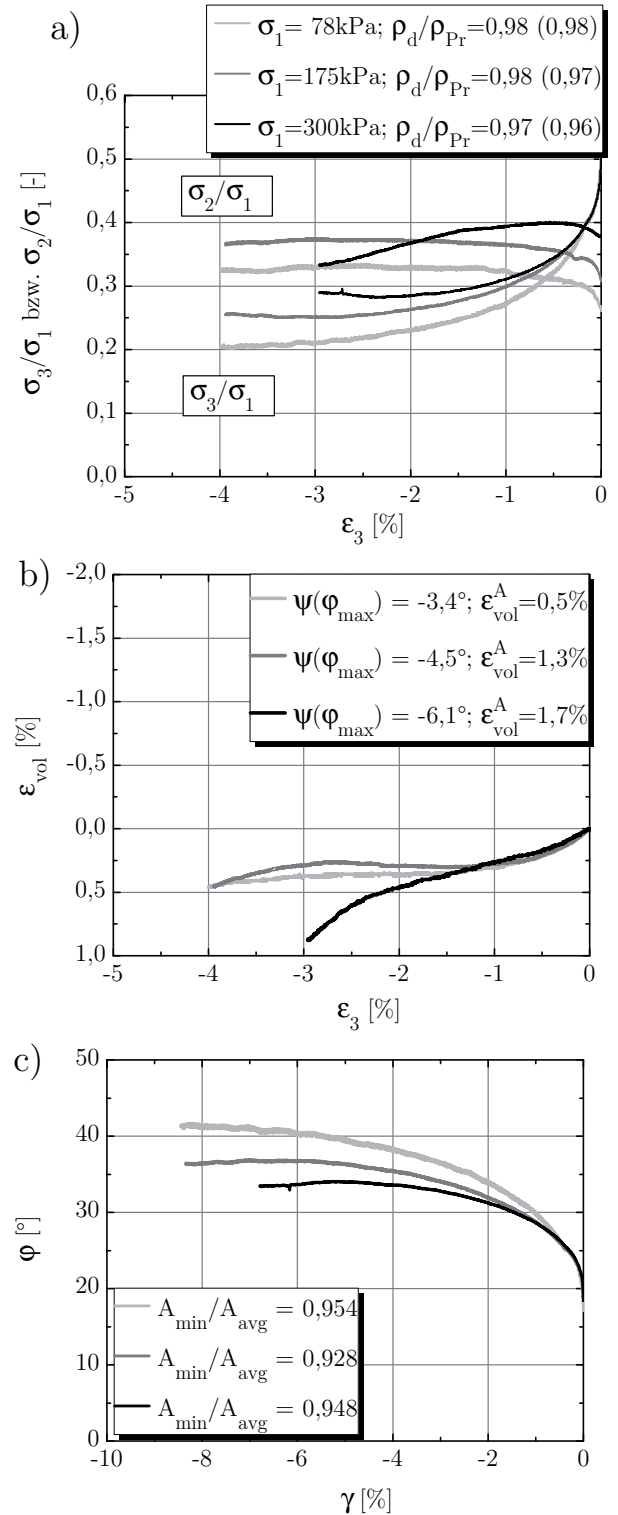 a)
σ1= 78kPa; ρd/ρPr=0,98 (0,98)
σ1=175kPa; ρd/ρPr=0,98 (0,97)
σ1=300kPa; ρd/ρPr=0,97 (0,96)
0,6
0,5
0,4
0,3
0,2
0,1
0,0
σ3/σ1 bzw. σ2/σ1 [-]
σ2/σ1
σ3/σ1
-5 -4 -3 -2 -1 0
ε3 [%]
b)
ψ(φmax) = -3,4°; εAvol=0,5%
ψ(φmax) = -4,5°; εAvol=1,3%
ψ(φmax) = -6,1°; εAvol=1,7%
-2,0
-1,5
-1,0
-0,5
0,0
0,5
1,0
εvol [%]
-5 -4 -3 -2 -1 0
ε3 [%]
c)
50
40
30
20
10
0
φ [°]
Amin/Aavg = 0,954
Amin/Aavg = 0,928
Amin/Aavg = 0,948
-10 -8 -6 -4 -2 0
γ [%]